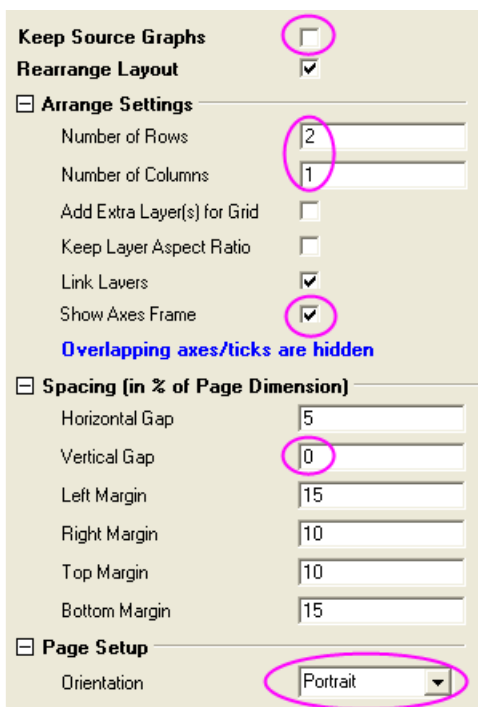 Keep Source Graphs
Rearrange Layout
Arrange Settings
Number of Rows 2
Number of Columns 1
Add Extra Layer(s) for Grid
Keep Layer Aspect Ratio
Link Layers
Show Axes Frame
Overlapping axes/ticks are hidden
Spacing (in % of Page Dimension)
Horizontal Gap 5
Vertical Gap 0
Left Margin 15
Right Margin 10
Top Margin 10
Bottom Margin 15
Page Setup
Orientation Portrait